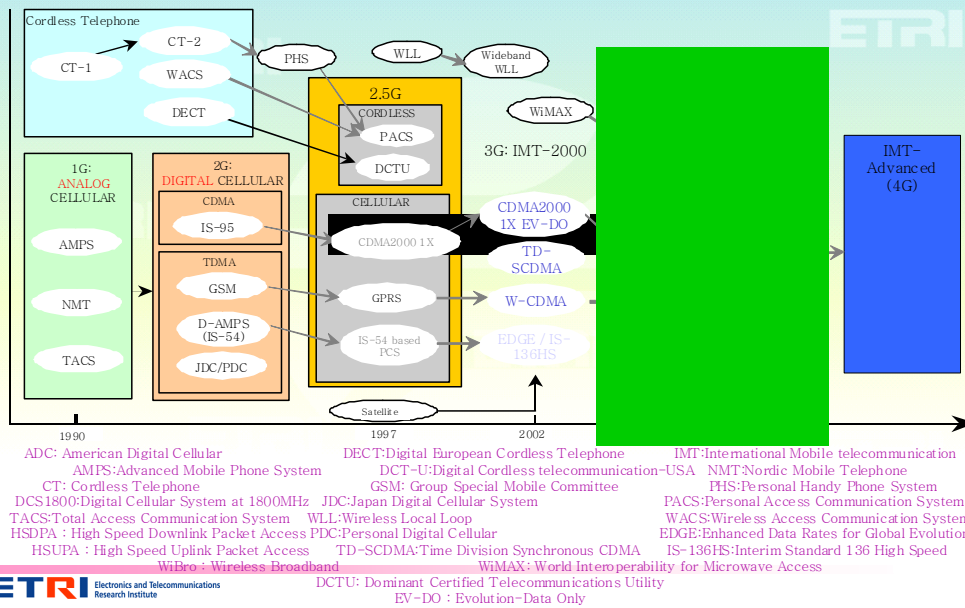 Cordless Telephone
CT-1
CT-2
WACS
DECT
PHS
WLL
Wideband
WLL
WiMAX
ETRI
2.5G
CORDLESS
PACS
DCTU
3G: IMT-2000
IMT-
Advanced
(4G)
1G:
ANALOG
CELLULAR
AMPS
NMT
TACS
2G:
DIGITAL CELLULAR
CDMA
IS-95
TDMA
GSM
D-AMPS
(IS-54)
JDC/PDC
CELLULAR
CDMA2000 1X
GPRS
IS-54 based
PCS
CDMA2000
1X EV-DO
TD-
SCDMA
W-CDMA
EDGE / IS-
136HS
Satellite
1990
1997
2002
ADC: American Digital Cellular
DECT:Digital European Cordless Telephone
IMT:International Mobile telecommunication
AMPS:Advanced Mobile Phone System
DCT-U:Digital Cordless telecommunication-USA
NMT:Nordic Mobile Telephone
CT: Cordless Telephone
GSM: Group Special Mobile Committee
PHS:Personal Handy Phone System
DCS1800:Digital Cellular System at 1800MHz
JDC:Japan Digital Cellular System
PACS:Personal Access Communication System
TACS:Total Access Communication System
WLL:Wireless Local Loop
WACS:Wireless Access Communication System
HSDPA : High Speed Downlink Packet Access
PDC:Personal Digital Cellular
EDGE:Enhanced Data Rates for Global Evolution
HSUPA : High Speed Uplink Packet Access
TD-SCDMA:Time Division Synchronous CDMA
IS-136HS:Interim Standard 136 High Speed
WiBro : Wireless Broadband
WiMAX: World Interoperability for Microwave Access
DCTU: Dominant Certified Telecommunications Utility
EV-DO : Evolution-Data Only
ETRI
Electronics and Telecommunications
Research Institute